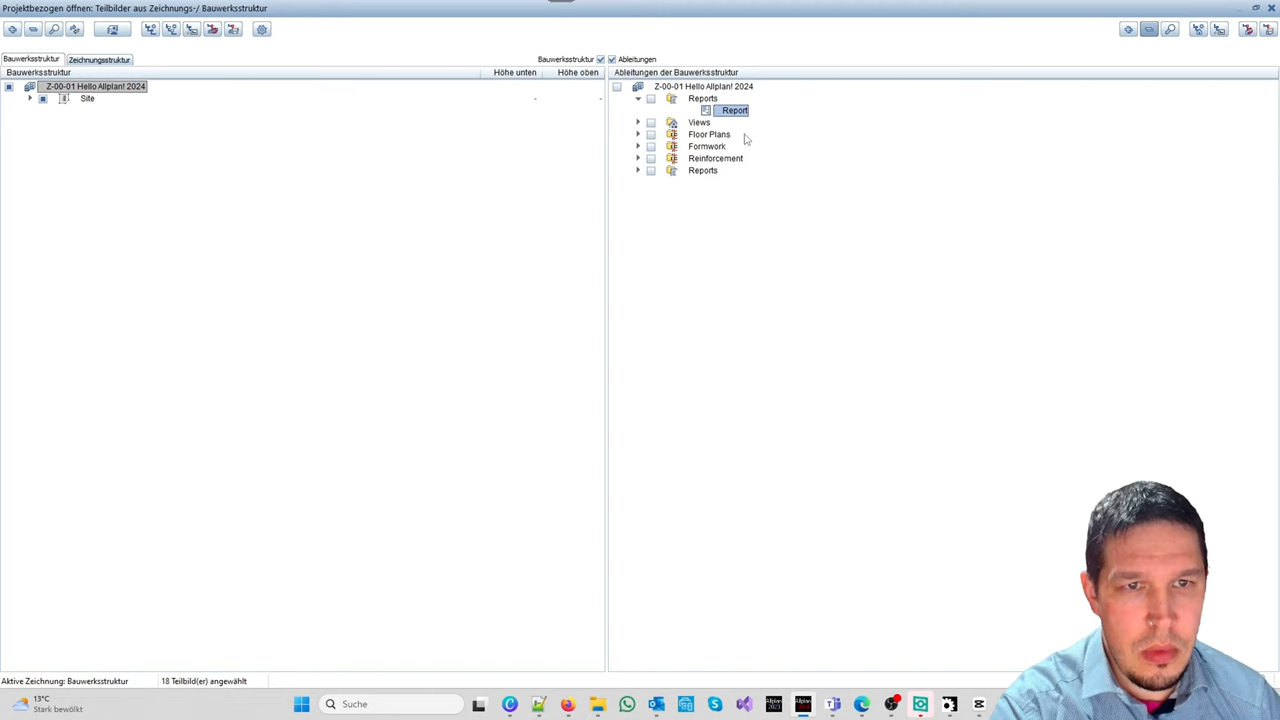 Projektbezogen öffnen: Teilbilder aus Zeichnungs-/ Bauwerksstruktur
Bauwerksstruktur
Zeichnungsstruktur
Bauwerksstruktur
Ableitungen
Bauwerksstruktur
Höhe unten
Höhe oben
Ableitungen der Bauwerksstruktur
Z-00-01 Hello Allplan! 2024
Site
-
-
Z-00-01 Hello Allplan! 2024
Reports
Report
Views
Floor Plans
Formwork
Reinforcement
Reports
Aktive Zeichnung: Bauwerksstruktur
18 Teilbild(er) angewählt
13°C
Stark bewölkt
Suche